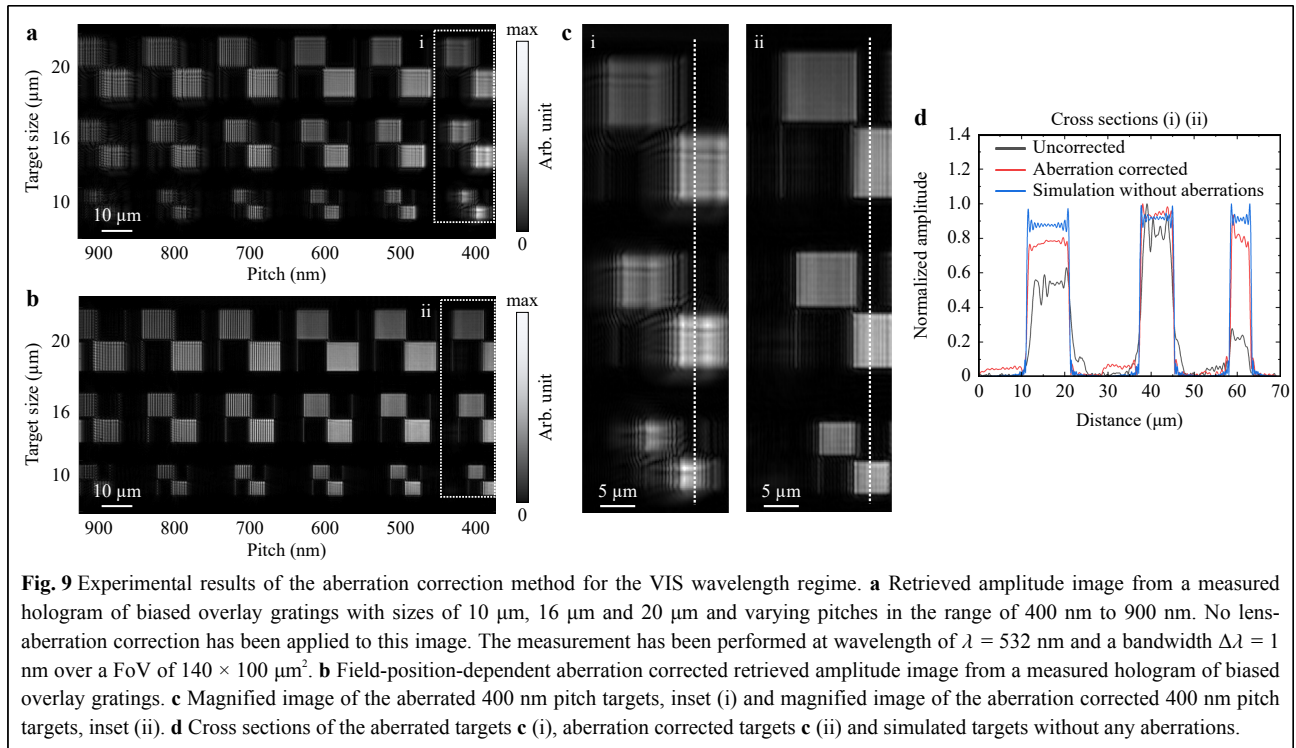 a
i
max
20
16
10
Target size (μm)
10 μm
900 800 700 600 500 400
Pitch (nm)
Arb. unit
0
b
ii
max
20
16
10
Target size (μm)
10 μm
900 800 700 600 500 400
Pitch (nm)
Arb. unit
0
c
i
ii
5 μm
5 μm
d
Cross sections (i) (ii)
Uncorrected
Aberration corrected
Simulation without aberrations
1.4
1.2
1.0
0.8
0.6
0.4
0.2
0
Normalized amplitude
0 10 20 30 40 50 60 70
Distance (μm)
Fig. 9 Experimental results of the aberration correction method for the VIS wavelength regime. a Retrieved amplitude image from a measured
hologram of biased overlay gratings with sizes of 10 μm, 16 μm and 20 μm and varying pitches in the range of 400 nm to 900 nm. No lens-
aberration correction has been applied to this image. The measurement has been performed at wavelength of λ = 532 nm and a bandwidth Δλ = 1
nm over a FoV of 140 × 100 μm². b Field-position-dependent aberration corrected retrieved amplitude image from a measured hologram of biased
overlay gratings. c Magnified image of the aberrated 400 nm pitch targets, inset (i) and magnified image of the aberration corrected 400 nm pitch
targets, inset (ii). d Cross sections of the aberrated targets c (i), aberration corrected targets c (ii) and simulated targets without any aberrations.